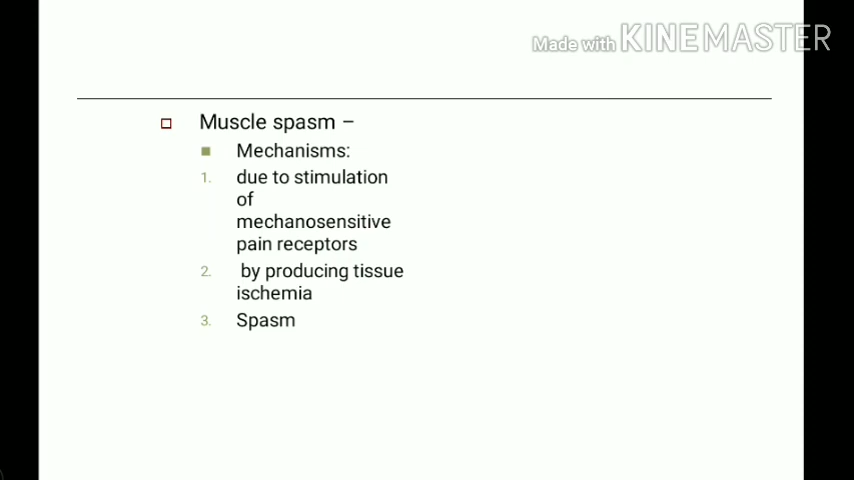 Made with KINEMASTER
Muscle spasm –
Mechanisms:
1. due to stimulation
of
mechanosensitive
pain receptors
2. by producing tissue
ischemia
3. Spasm